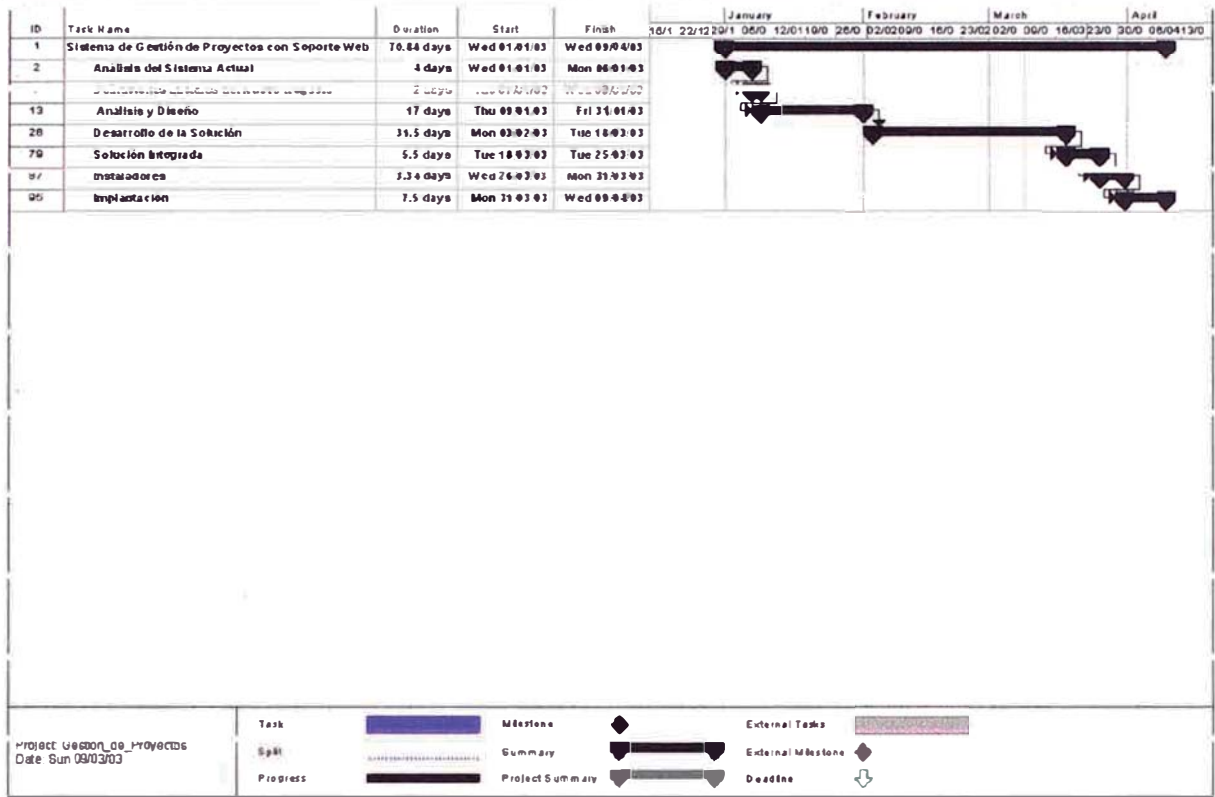 January February March April
ID Task Name Duration Start Finish 22/12 29/1 05/0 12/01 19/0 26/0 02/02 09/0 16/0 23/02 02/0 09/0 16/03 23/0 30/0 06/04 13/0
1 Sistema de Gestión de Proyectos con Soporte Web 70.84 days Wed 01/01/03 Wed 09/04/03
2 Análisis del Sistema Actual 4 days Wed 01/01/03 Mon 06/01/03
2 days
13 Análisis y Diseño 17 days Thu 09/01/03 Fri 31/01/03
28 Desarrollo de la Solución 31.5 days Mon 03/02/03 Tue 18/03/03
79 Solución Integrada 5.5 days Tue 18/03/03 Tue 25/03/03
87 Instaladores 3.34 days Wed 26/03/03 Mon 31/03/03
95 Implantación 7.5 days Mon 31/03/03 Wed 09/04/03
Task Milestone External Tasks
Project: Gestion_de_Proyectos
Date: Sun 09/03/03
Split Summary External Milestone
Progress Project Summary Deadline